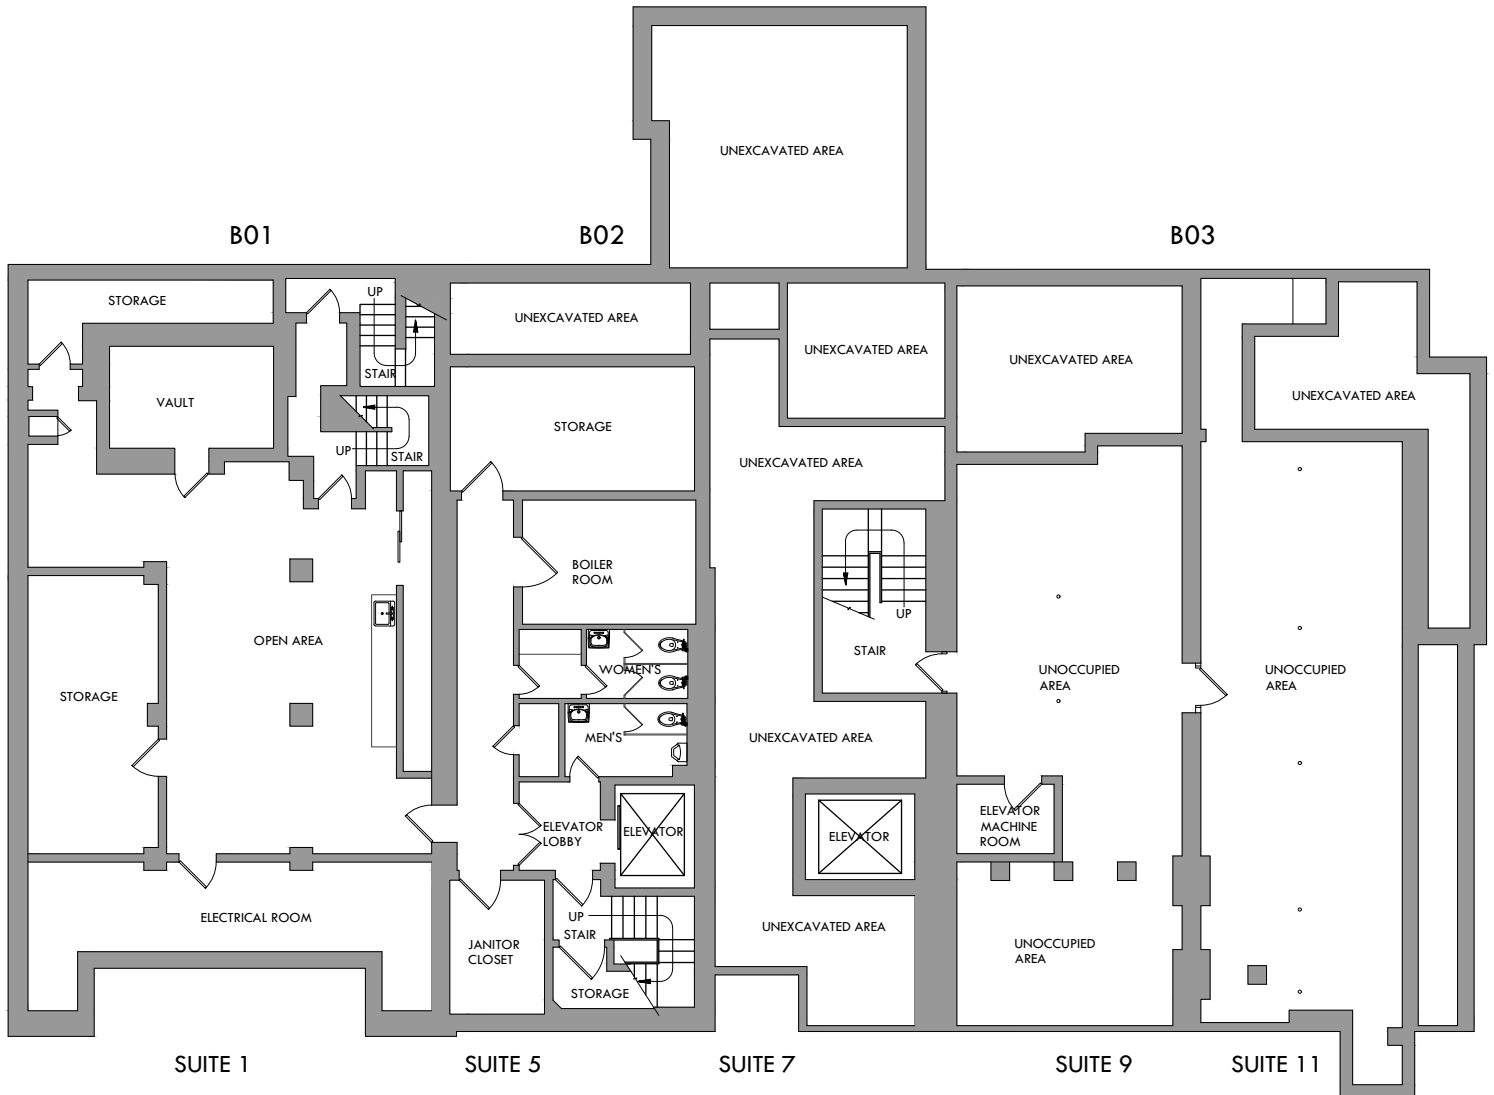 UNEXCAVATED AREA
B01
B02
B03
STORAGE
UP
UNEXCAVATED AREA
UNEXCAVATED AREA
UNEXCAVATED AREA
STAIR
UNEXCAVATED AREA
VAULT
STORAGE
UP
STAIR
UNEXCAVATED AREA
BOILER
ROOM
UP
OPEN AREA
STAIR
WOMEN'S
UNOCCUPIED
AREA
UNOCCUPIED
AREA
STORAGE
MEN'S
UNEXCAVATED AREA
ELEVATOR
LOBBY
ELEVATOR
ELEVATOR
ELEVATOR
MACHINE
ROOM
ELECTRICAL ROOM
UP
STAIR
UNEXCAVATED AREA
JANITOR
CLOSET
UNOCCUPIED
AREA
STORAGE
SUITE 1
SUITE 5
SUITE 7
SUITE 9
SUITE 11